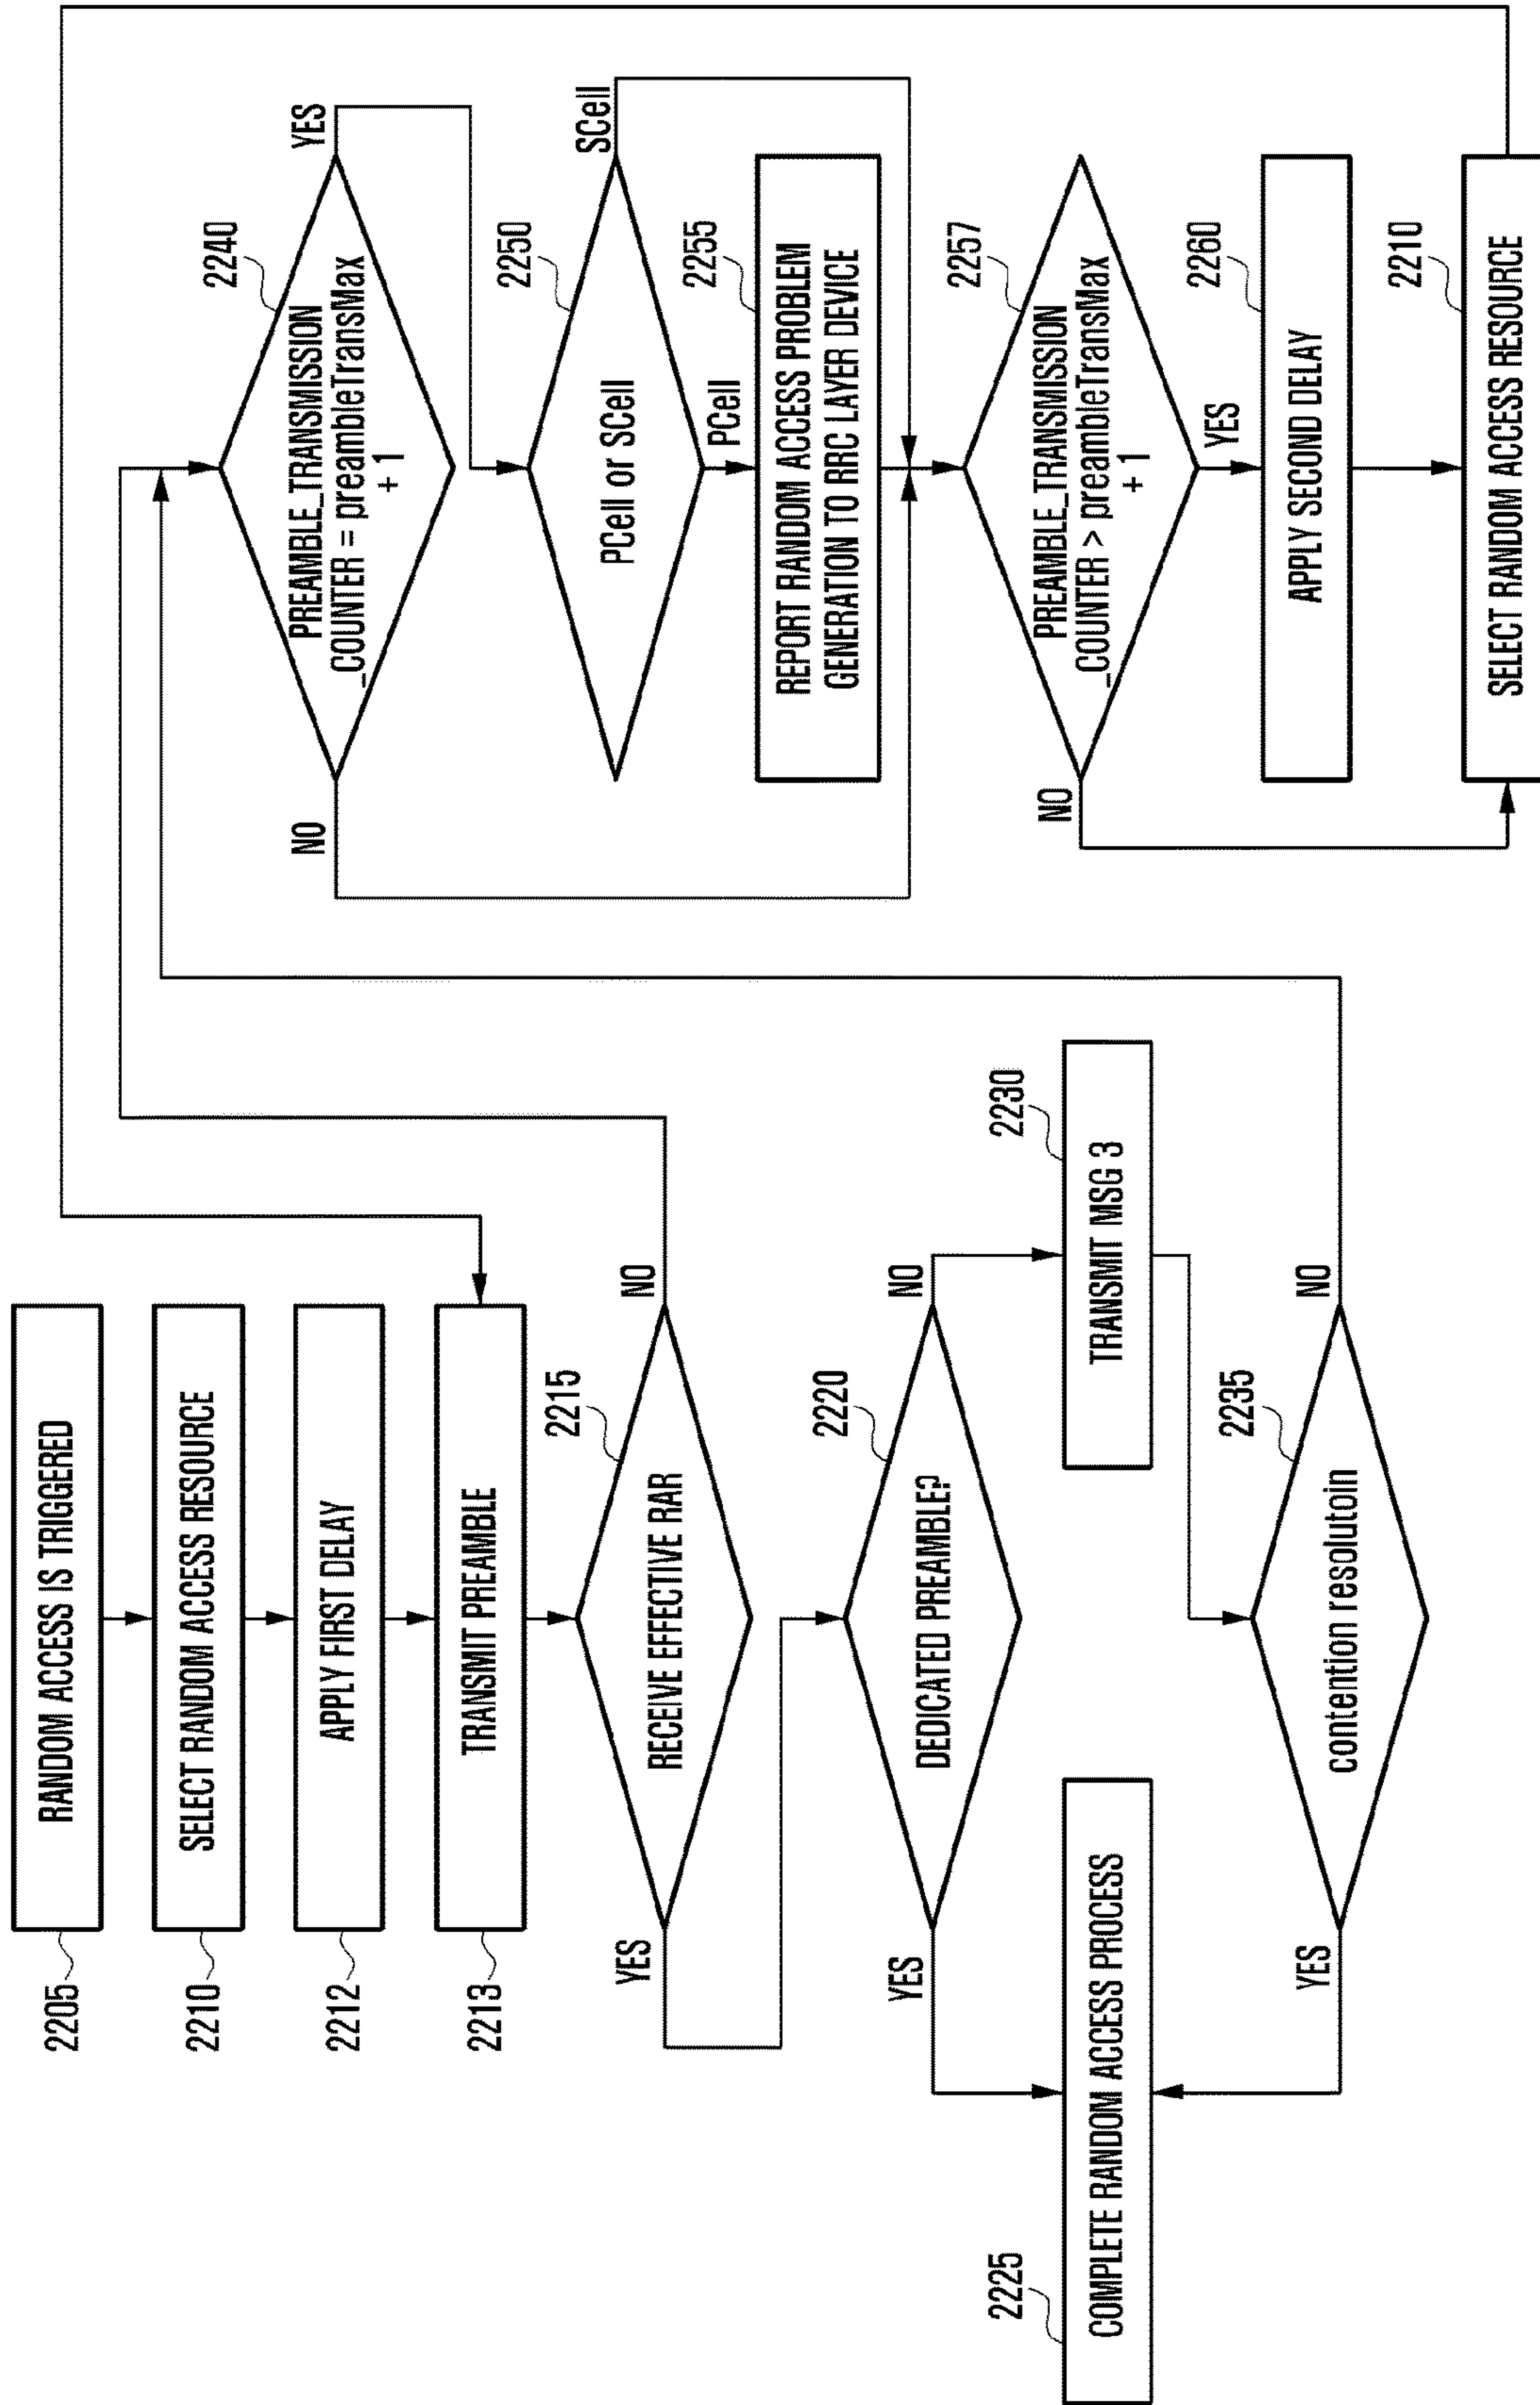 2205
RANDOM ACCESS IS TRIGGERED
2210
SELECT RANDOM ACCESS RESOURCE
2212
APPLY FIRST DELAY
2213
TRANSMIT PREAMBLE
2215
RECEIVE EFFECTIVE RAR
YES
NO
2220
DEDICATED PREAMBLE?
YES
NO
2225
COMPLETE RANDOM ACCESS PROCESS
2230
TRANSMIT MSG 3
2235
contention resolutoin
YES
NO
2240
PREAMBLE_TRANSMISSION
_COUNTER = preambleTransMax
+ 1
NO
YES
2250
PCell or SCell
SCell
PCell
2255
REPORT RANDOM ACCESS PROBLEM
GENERATION TO RRC LAYER DEVICE
2257
PREAMBLE_TRANSMISSION
_COUNTER > preambleTransMax
+ 1
NO
YES
2260
APPLY SECOND DELAY
2210
SELECT RANDOM ACCESS RESOURCE